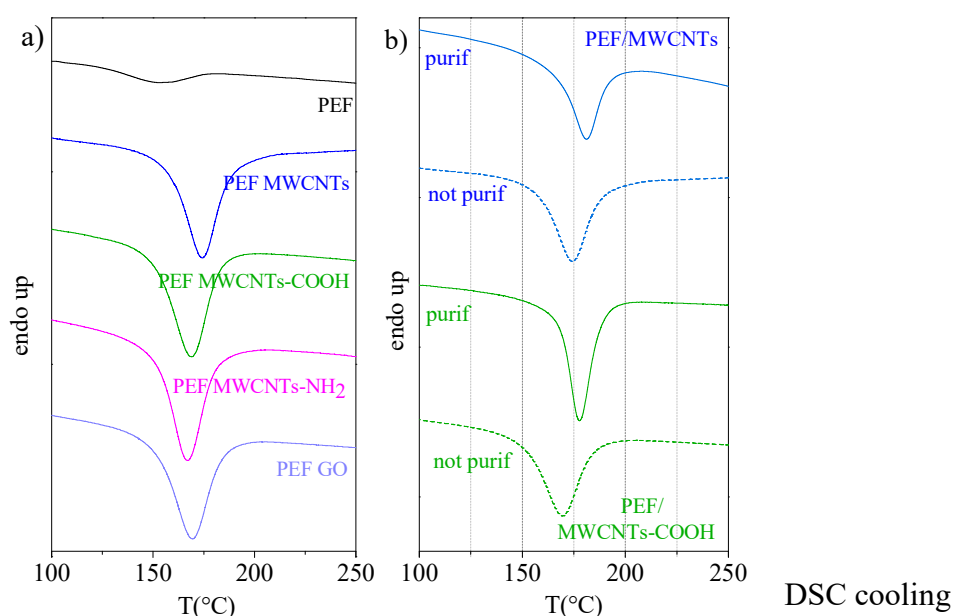 a)
PEF
PEF MWCNTs
PEF MWCNTs-COOH
PEF MWCNTs-NH2
PEF GO
endo up
100 150 200 250
T(°C)
b)
PEF/MWCNTs
purif
not purif
purif
not purif
PEF/
MWCNTs-COOH
endo up
100 150 200 250
T(°C)
DSC cooling